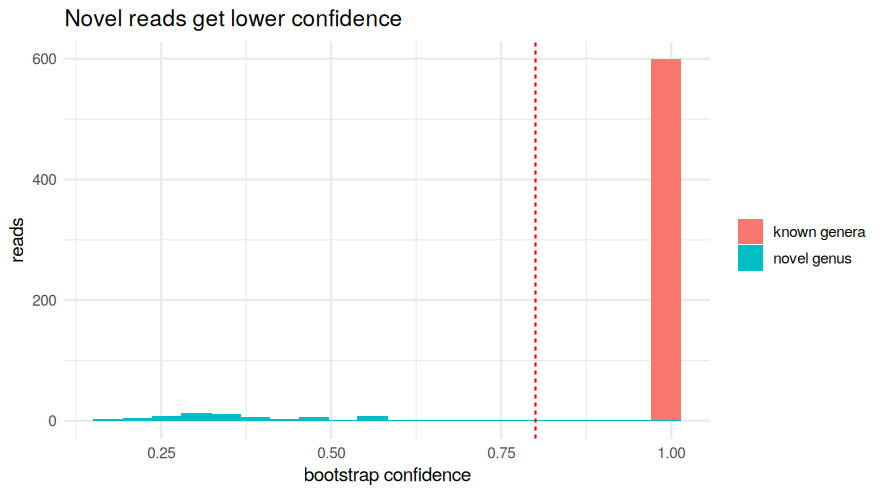 Novel reads get lower confidence
600
400
200
0
reads
0.25
0.50
0.75
1.00
bootstrap confidence
known genera
novel genus